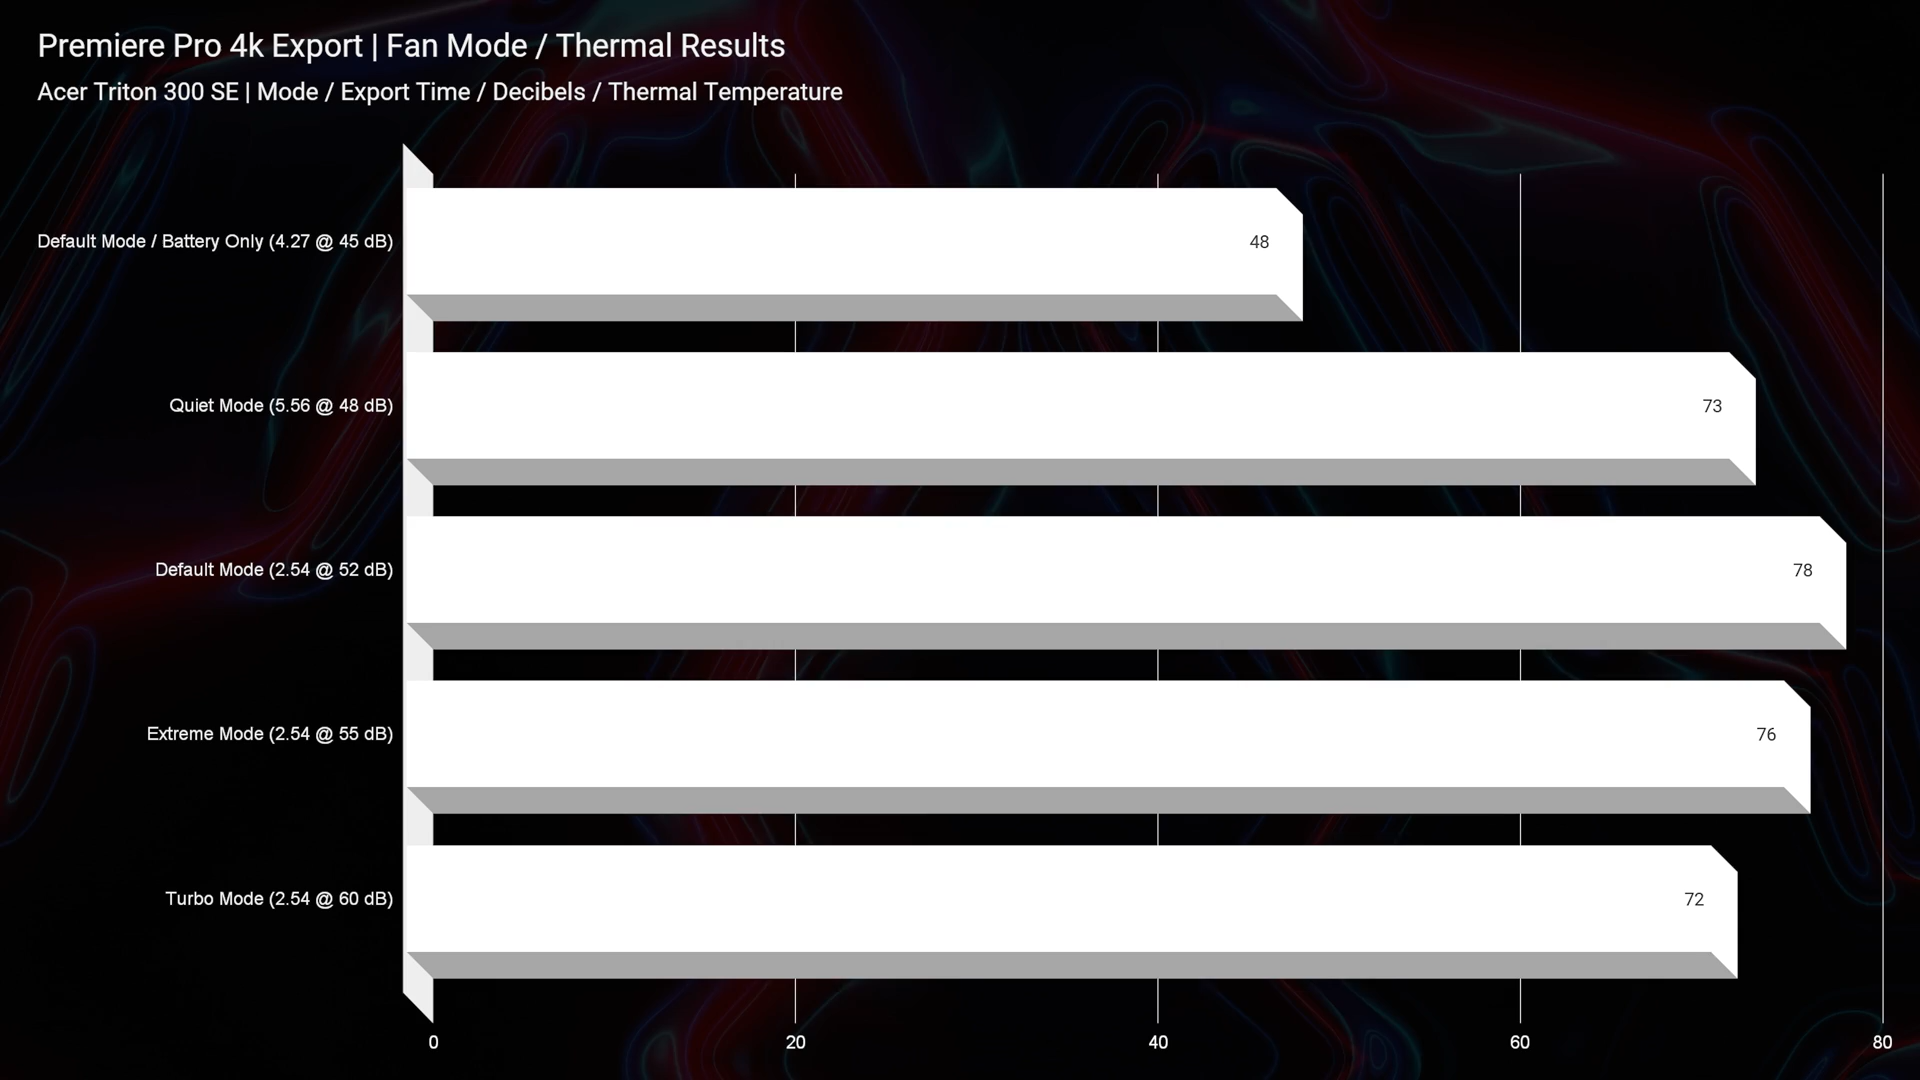 Premiere Pro 4k Export | Fan Mode / Thermal Results
Acer Triton 300 SE | Mode / Export Time / Decibels / Thermal Temperature
Default Mode / Battery Only (4.27 @ 45 dB)
48
Quiet Mode (5.56 @ 48 dB)
73
Default Mode (2.54 @ 52 dB)
78
Extreme Mode (2.54 @ 55 dB)
76
Turbo Mode (2.54 @ 60 dB)
72
0 20 40 60 80